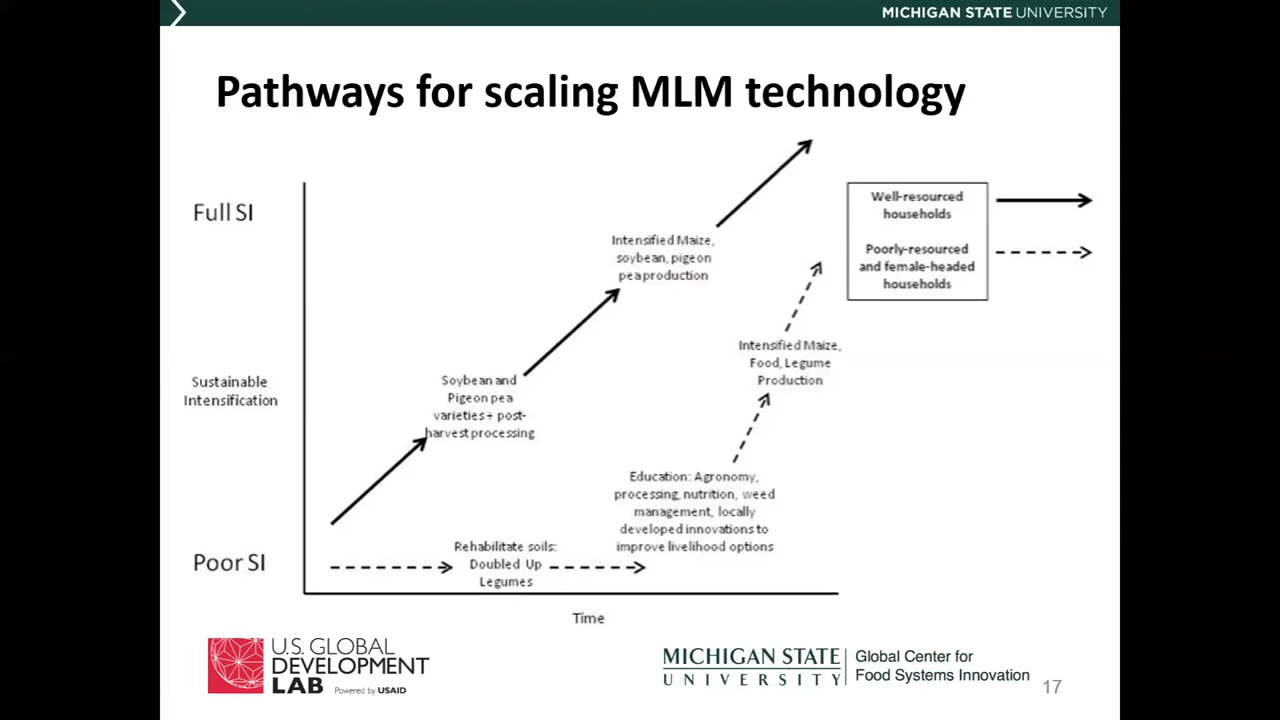 MICHIGAN STATE UNIVERSITY
Pathways for scaling MLM technology
Full SI
Sustainable
Intensification
Poor SI
Intensified Maize,
soybean, pigeon
pea production
Soybean and
Pigeon pea
varieties + post-
harvest processing
Rehabilitate soils:
Doubled Up
Legumes
Education: Agronomy,
processing, nutrition, weed
management, locally
developed innovations to
improve livelihood options
Intensified Maize,
Food, Legume
Production
Well-resourced
households
Poorly-resourced
and female-headed
households
Time
U.S. GLOBAL
DEVELOPMENT
LAB Powered by USAID
MICHIGAN STATE
UNIVERSITY
Global Center for
Food Systems Innovation
17